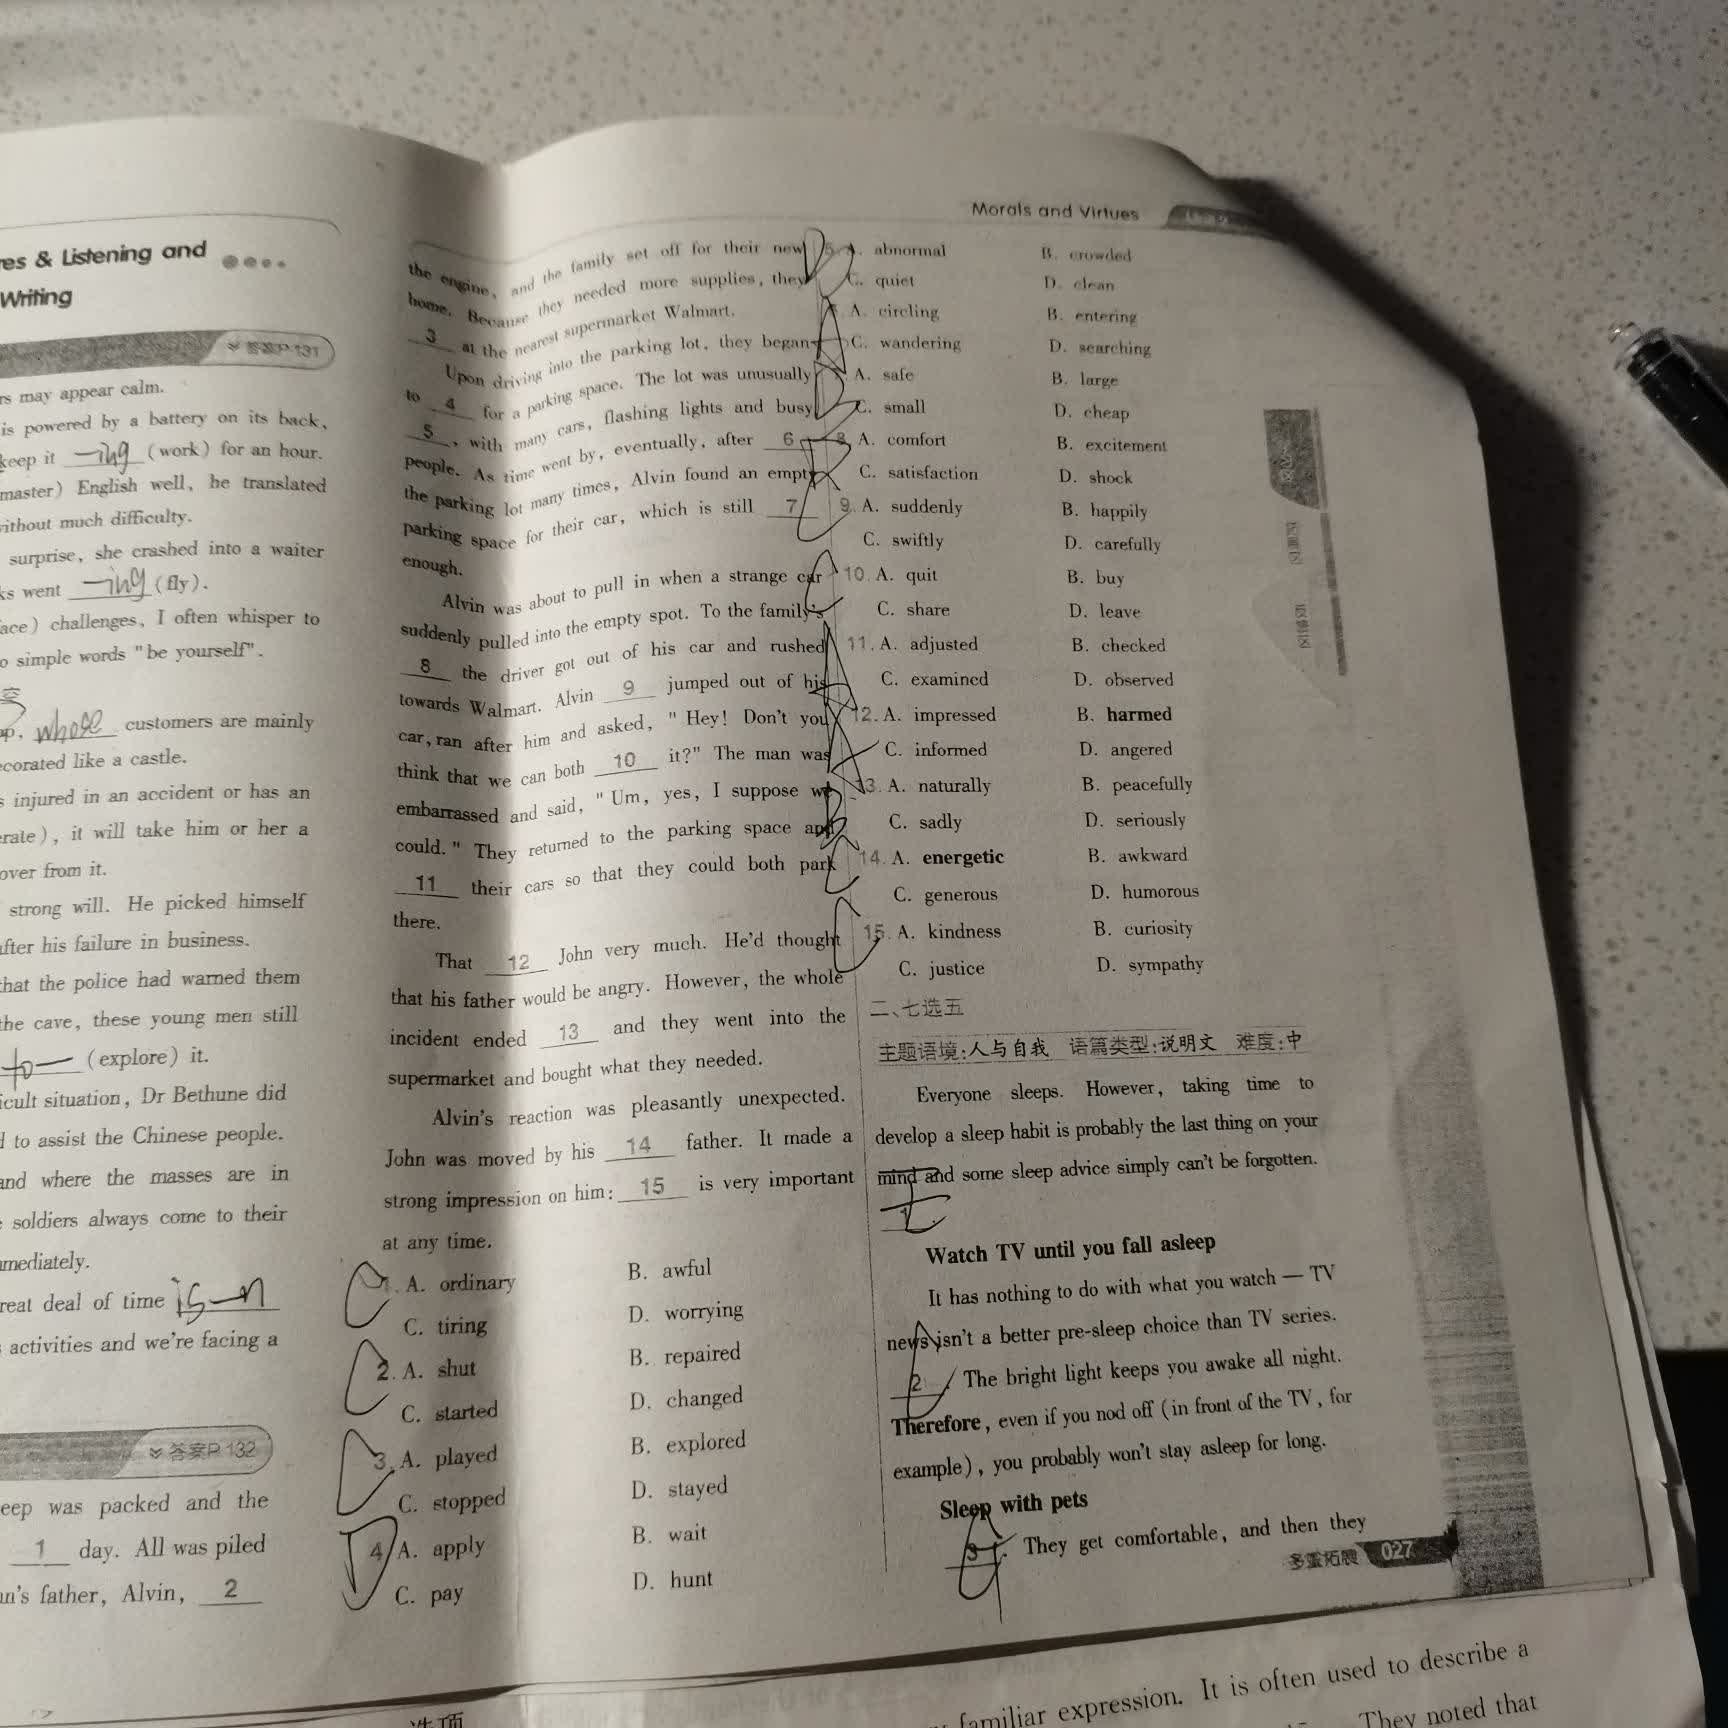 res & Listening and
Writing
答案P 131
rs may appear calm.
is powered by a battery on its back,
keep it -ing (work) for an hour.
master) English well, he translated
without much difficulty.
surprise, she crashed into a waiter
ks went -ing (fly).
ace) challenges, I often whisper to
o simple words "be yourself".
空
ap, whose customers are mainly
ecorated like a castle.
s injured in an accident or has an
erate), it will take him or her a
over from it.
strong will. He picked himself
after his failure in business.
that the police had warned them
the cave, these young men still
to— (explore) it.
icult situation, Dr Bethune did
d to assist the Chinese people.
and where the masses are in
e soldiers always come to their
mmediately.
reat deal of time is
s activities and we're facing a
答案P 132
eep was packed and the
1 day. All was piled
an's father, Alvin, 2
Morals and Virtues
the engine, and the family set off for their new
home. Because they needed more supplies, they
3 at the nearest supermarket Walmart.
Upon driving into the parking lot, they began
to 4 for a parking space. The lot was unusually
5, with many cars, flashing lights and busy
people. As time went by, eventually, after 6
the parking lot many times, Alvin found an empty
parking space for their car, which is still 7
enough.
Alvin was about to pull in when a strange car
suddenly pulled into the empty spot. To the family's
8 the driver got out of his car and rushed
towards Walmart. Alvin 9 jumped out of his
car, ran after him and asked, "Hey! Don't you
think that we can both 10 it?" The man was
embarrassed and said, "Um, yes, I suppose we
could." They returned to the parking space and
11 their cars so that they could both park
there.
That 12 John very much. He'd thought
that his father would be angry. However, the whole
incident ended 13 and they went into the
supermarket and bought what they needed.
Alvin's reaction was pleasantly unexpected.
John was moved by his 14 father. It made a
strong impression on him: 15 is very important
at any time.
1. A. ordinary B. awful
C. tiring D. worrying
2. A. shut B. repaired
C. started D. changed
3. A. played B. explored
C. stopped D. stayed
4. A. apply B. wait
C. pay D. hunt
5. A. abnormal B. crowded
C. quiet D. clean
A. circling B. entering
C. wandering D. searching
A. safe B. large
C. small D. cheap
8. A. comfort B. excitement
C. satisfaction D. shock
9. A. suddenly B. happily
C. swiftly D. carefully
10. A. quit B. buy
C. share D. leave
11. A. adjusted B. checked
C. examined D. observed
12. A. impressed B. harmed
C. informed D. angered
13. A. naturally B. peacefully
C. sadly D. seriously
14. A. energetic B. awkward
C. generous D. humorous
15. A. kindness B. curiosity
C. justice D. sympathy
二、七选五
主题语境:人与自我 语篇类型:说明文 难度:中
Everyone sleeps. However, taking time to
develop a sleep habit is probably the last thing on your
mind and some sleep advice simply can't be forgotten.
1.
Watch TV until you fall asleep
It has nothing to do with what you watch — TV
news isn't a better pre-sleep choice than TV series.
2. The bright light keeps you awake all night.
Therefore, even if you nod off (in front of the TV, for
example), you probably won't stay asleep for long.
Sleep with pets
3. They get comfortable, and then they
多重拓展 027
familiar expression. It is often used to describe a
They noted that
选项